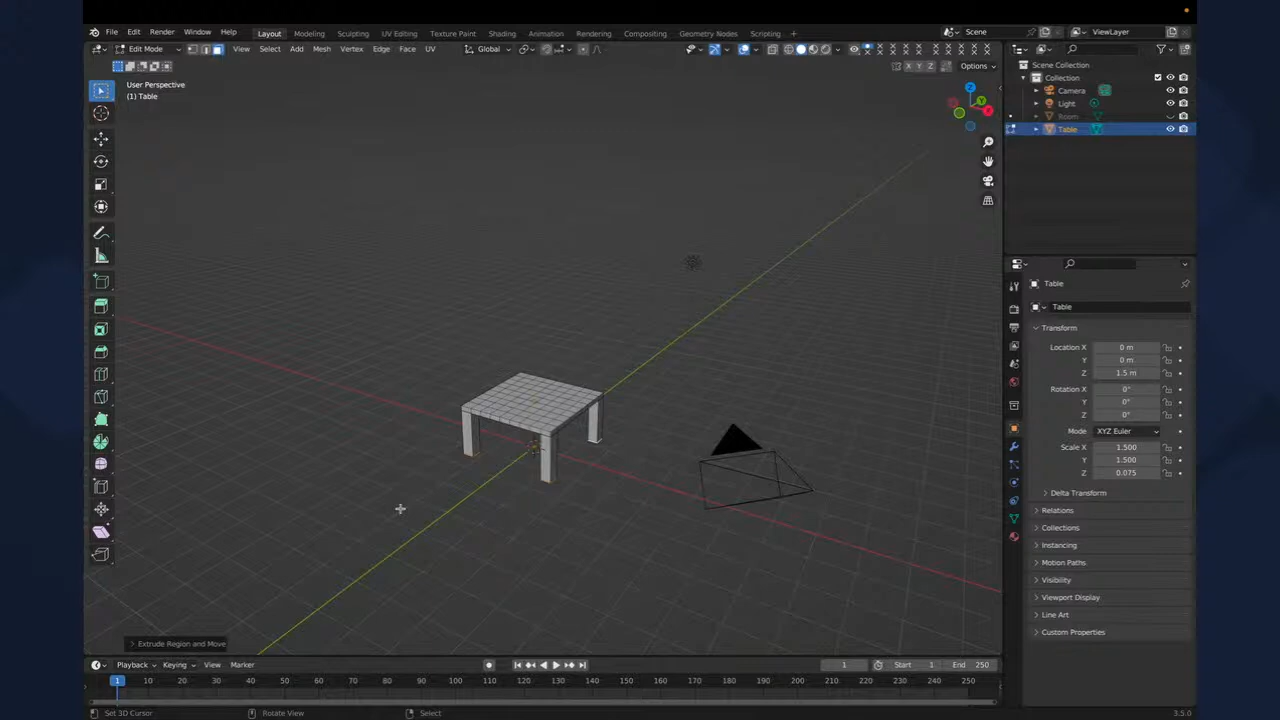 File Edit Render Window Help Layout Modeling Sculpting UV Editing Texture Paint Shading Animation Rendering Compositing Geometry Nodes Scripting Scene ViewLayer
Edit Mode View Select Add Mesh Vertex Edge Face UV Global
X Y Z Options
User Perspective
(1) Table
Z
Y
X
Scene Collection
Collection
Camera
Light
Room
Table
Table
Table
Transform
Location X 0 m
Y 0 m
Z 1.5 m
Rotation X 0°
Y 0°
Z 0°
Mode XYZ Euler
Scale X 1.500
Y 1.500
Z 0.075
Delta Transform
Relations
Collections
Instancing
Motion Paths
Visibility
Viewport Display
Line Art
Custom Properties
Extrude Region and Move
Playback Keying View Marker 1 Start 1 End 250
1 10 20 30 40 50 60 70 80 90 100 110 120 130 140 150 160 170 180 190 200 210 220 230 240 250
Set 3D Cursor Rotate View Select 3.5.0